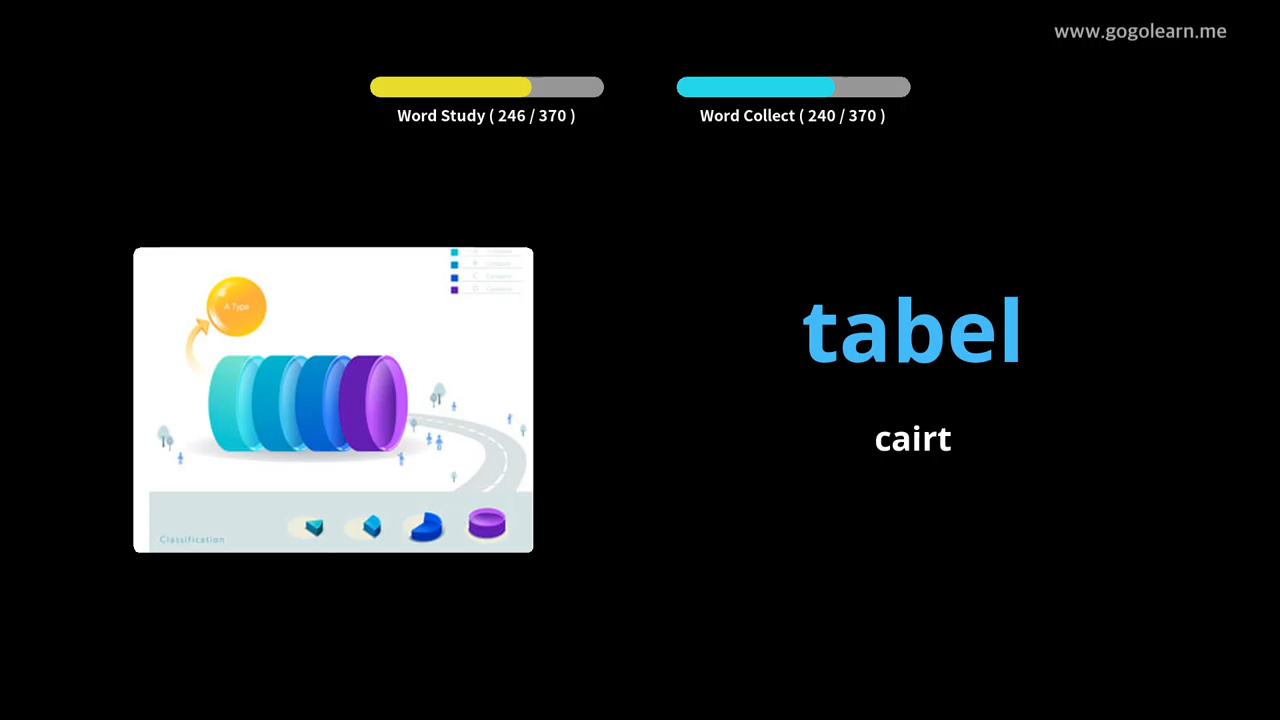 www.gogolearn.me
Word Study ( 246 / 370 )
Word Collect ( 240 / 370 )
A Type
tabel
cairt
Classification